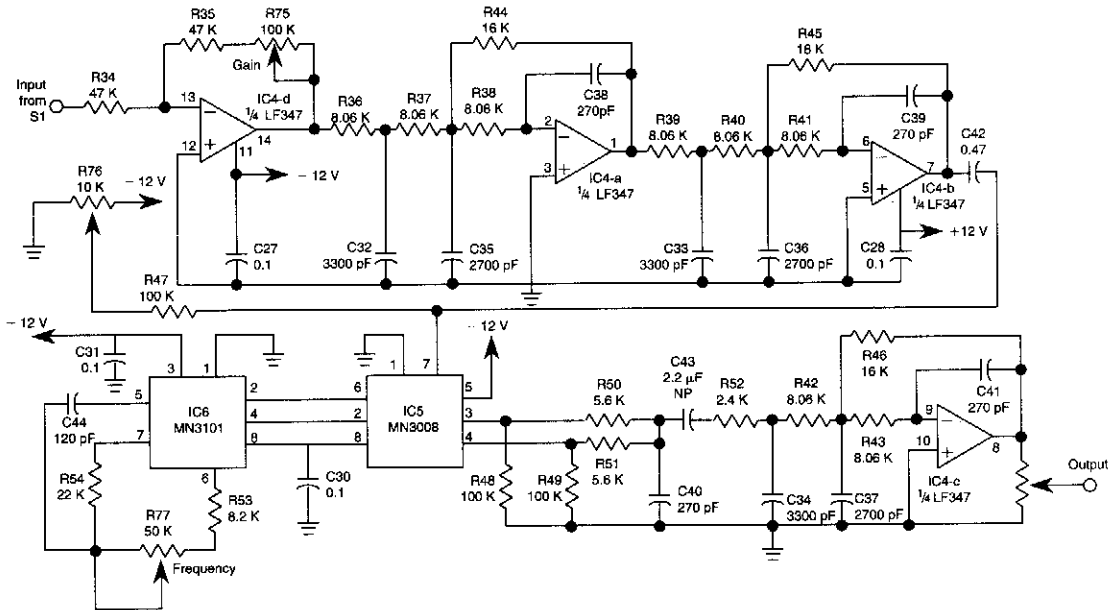 R35
47 K
R75
100 K
Gain
Input
from
S1
R34
47 K
13
12
14
11
IC4-d
1/4 LF347
– 12 V
C27
0.1
R76
10 K
– 12 V
R36
8.06 K
R37
8.06 K
R44
16 K
R38
8.06 K
C38
270pF
2
3
1
IC4-a
1/4 LF347
C32
3300 pF
C35
2700 pF
R39
8.06 K
R40
8.06 K
R45
16 K
R41
8.06 K
C39
270 pF
6
5
7
IC4-b
1/4 LF347
C42
0.47
+12 V
C33
3300 pF
C36
2700 pF
C28
0.1
R47
100 K
– 12 V
C31
0.1
3
1
5
7
6
2
4
8
IC6
MN3101
C44
120 pF
R54
22 K
R77
50 K
Frequency
R53
8.2 K
C30
0.1
1
7
6
2
8
5
3
4
IC5
MN3008
– 12 V
R48
100 K
R49
100 K
R50
5.6 K
R51
5.6 K
C43
2.2 µF
NP
C40
270 pF
R52
2.4 K
R42
8.06 K
C34
3300 pF
C37
2700 pF
R46
16 K
R43
8.06 K
C41
270 pF
9
10
8
IC4-c
1/4 LF347
Output